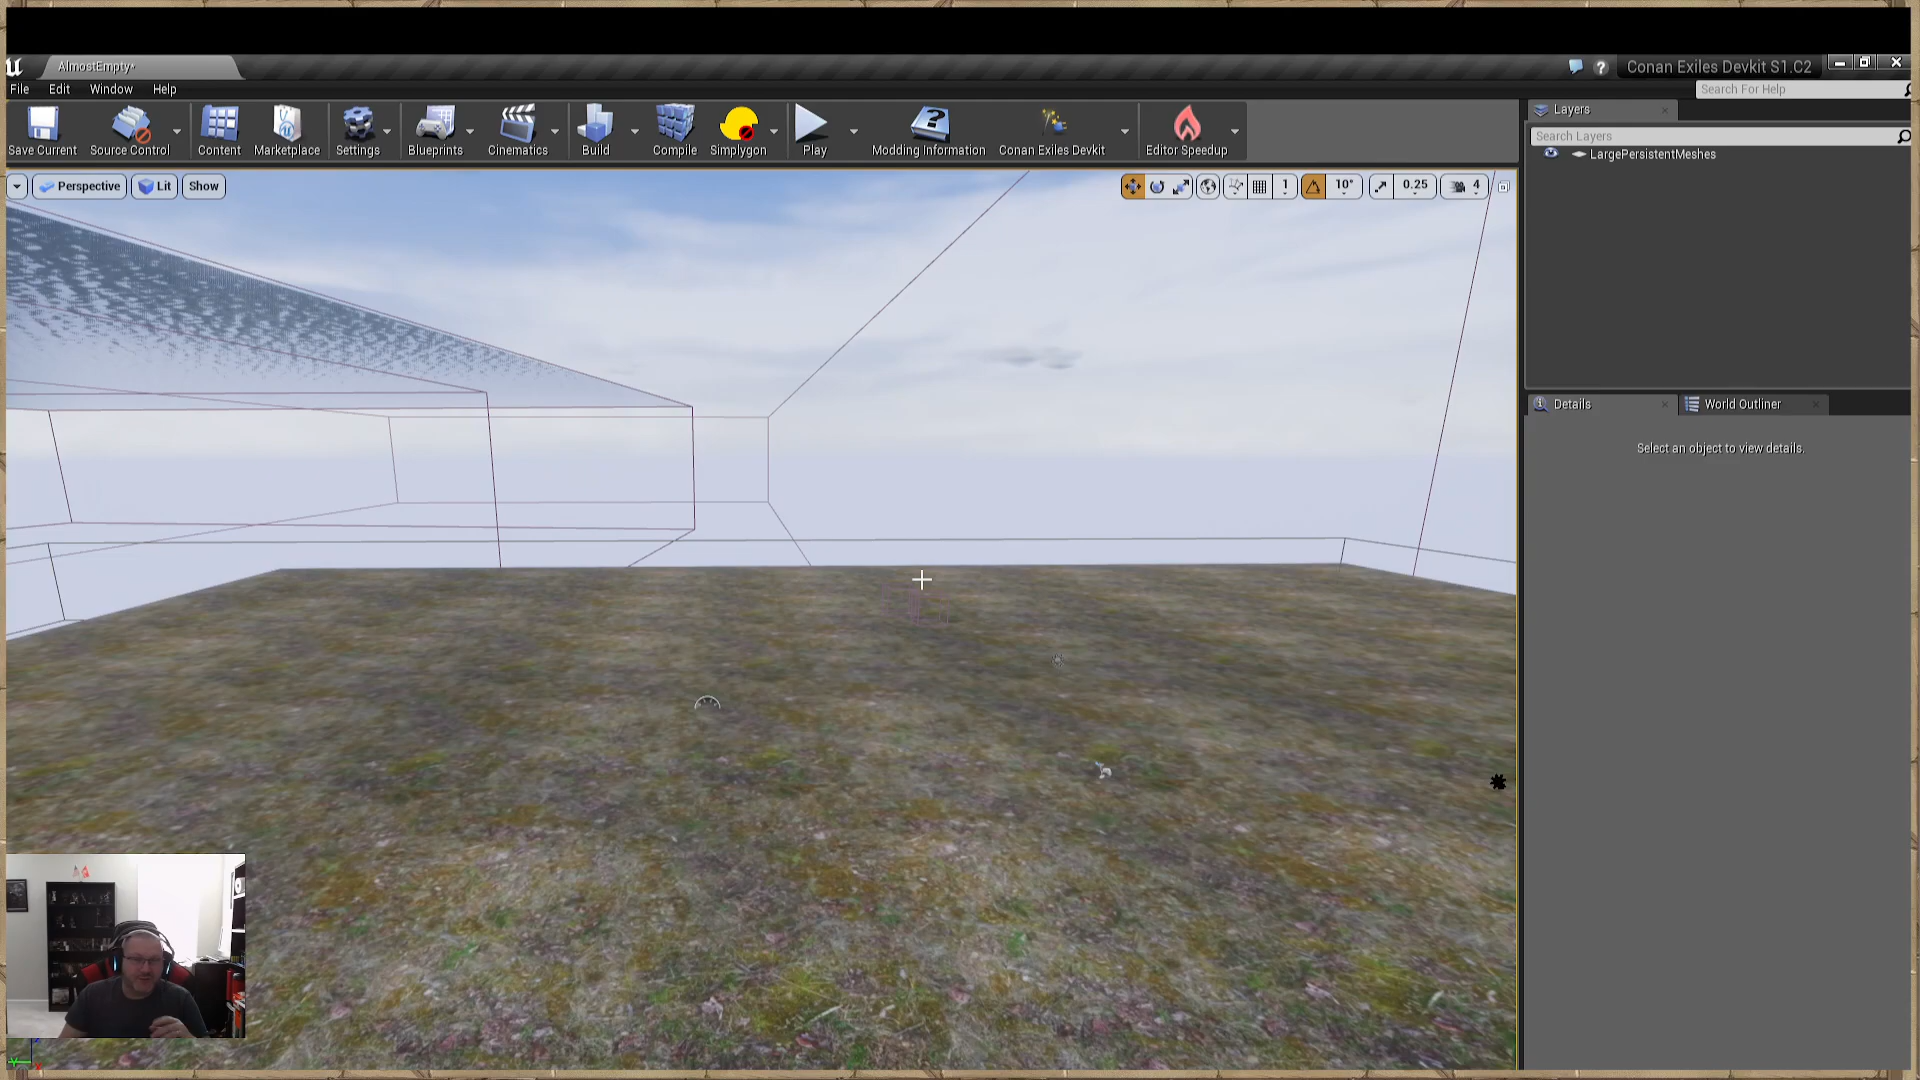 AlmostEmpty*
Conan Exiles Devkit S1.C2
File Edit Window Help
Search For Help
Save Current Source Control Content Marketplace Settings Blueprints Cinematics Build Compile Simplygon Play Modding Information Conan Exiles Devkit Editor Speedup
Layers
Search Layers
LargePersistentMeshes
Perspective Lit Show
1 10° 0.25 4
Details World Outliner
Select an object to view details.